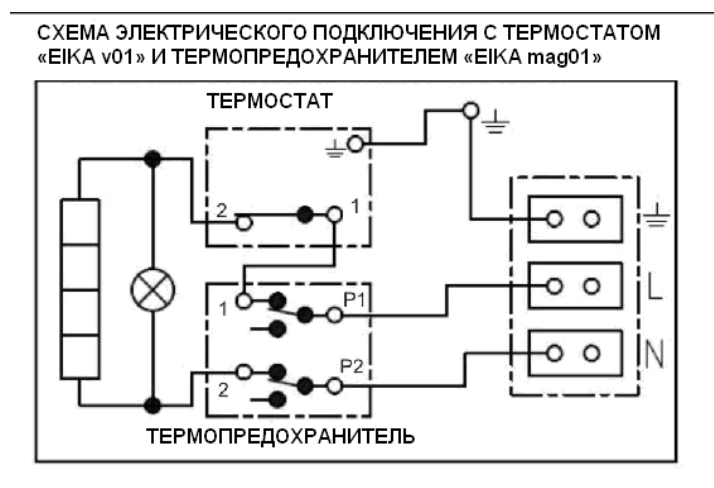 СХЕМА ЭЛЕКТРИЧЕСКОГО ПОДКЛЮЧЕНИЯ С ТЕРМОСТАТОМ
«EIKA v01» И ТЕРМОПРЕДОХРАНИТЕЛЕМ «EIKA mag01»
ТЕРМОСТАТ
2 1
1 P1
L
2 P2
N
ТЕРМОПРЕДОХРАНИТЕЛЬ